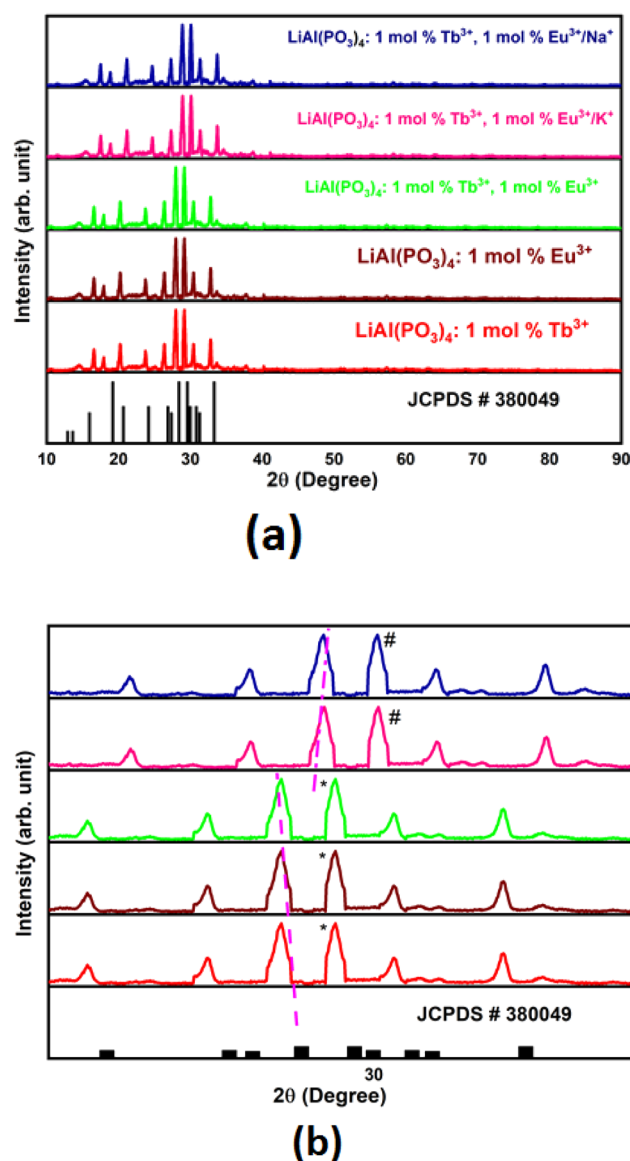 LiAl(PO₃)₄: 1 mol % Tb³⁺, 1 mol % Eu³⁺/Na⁺
LiAl(PO₃)₄: 1 mol % Tb³⁺, 1 mol % Eu³⁺/K⁺
LiAl(PO₃)₄: 1 mol % Tb³⁺, 1 mol % Eu³⁺
LiAl(PO₃)₄: 1 mol % Eu³⁺
LiAl(PO₃)₄: 1 mol % Tb³⁺
JCPDS # 380049
Intensity (arb. unit)
10 20 30 40 50 60 70 80 90
2θ (Degree)
(a)
#
#
*
*
*
JCPDS # 380049
Intensity (arb. unit)
30
2θ (Degree)
(b)